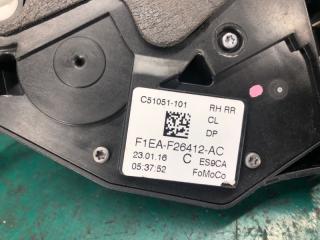 C51051-101 RH RR
CL
DP
F1EA-F26412-AC
23.01.16 C ES9CA
05:37:52 FoMoCo